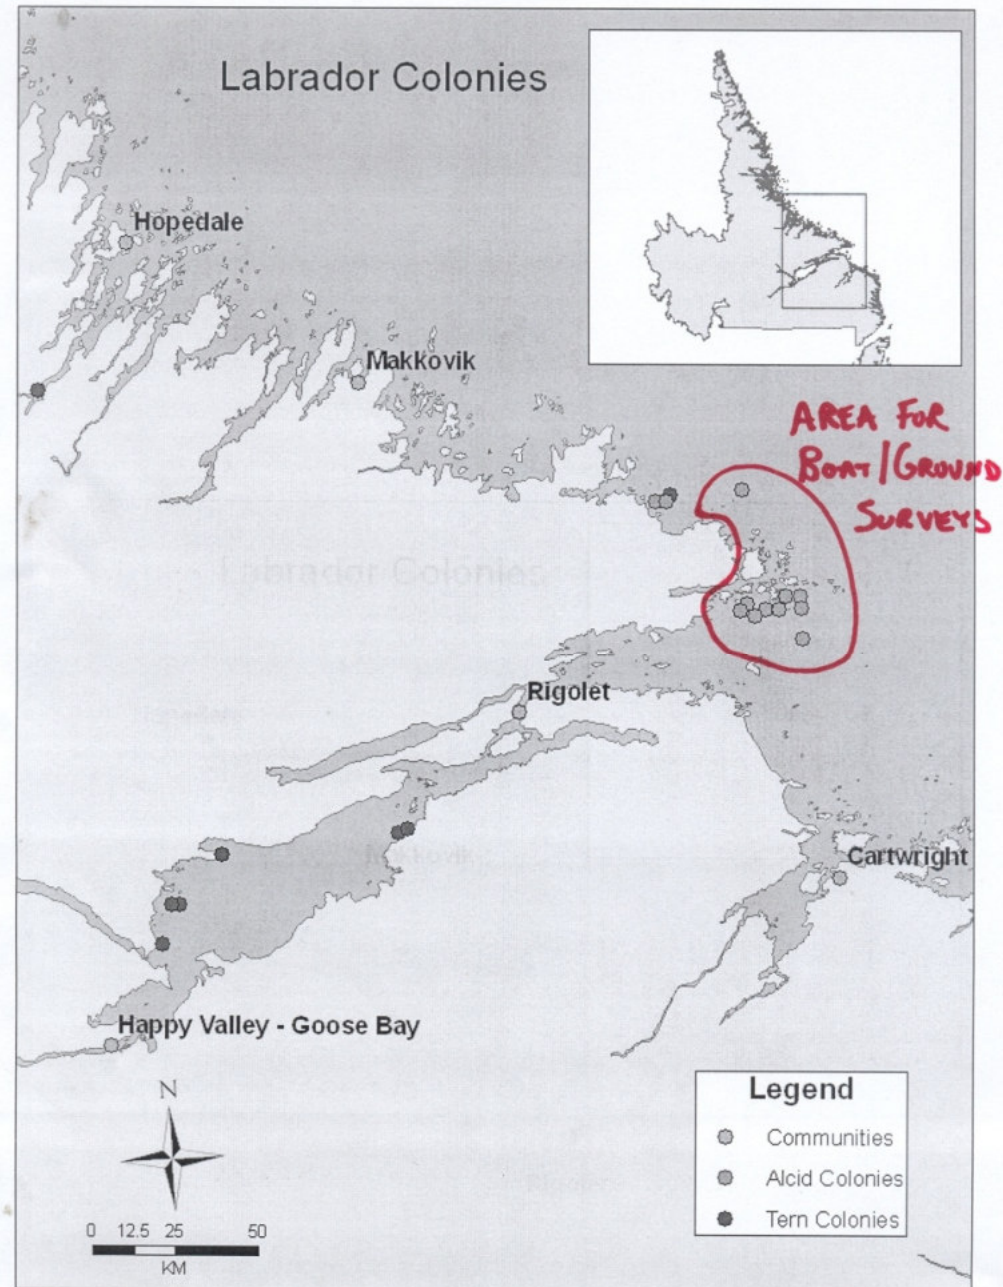 Labrador Colonies
Hopedale
Makkovik
AREA FOR
BOAT/GROUND
SURVEYS
Rigolet
Cartwright
Happy Valley - Goose Bay
N
0 12.5 25 50
KM
Legend
Communities
Alcid Colonies
Tern Colonies